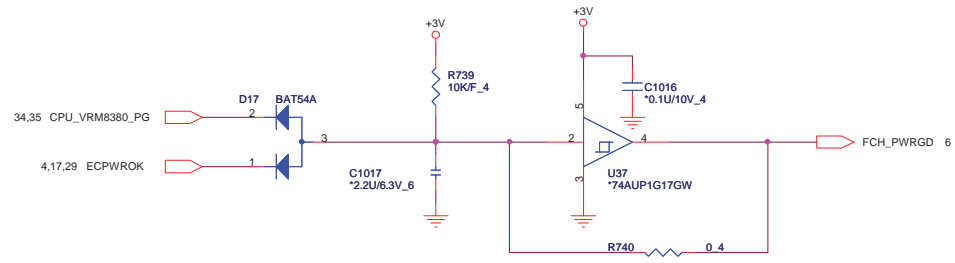 +3V
+3V
R739
10K/F_4
C1016
*0.1U/10V_4
D17 BAT54A
5
34,35 CPU_VRM8380_PG
2
3
2
4
FCH_PWRGD 6
4,17,29 ECPWROK
1
C1017
*2.2U/6.3V_6
3
U37
*74AUP1G17GW
R740 0_4